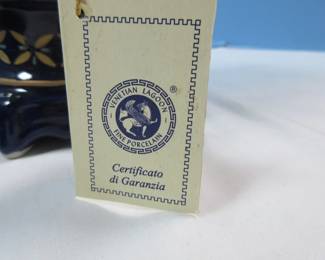 VENETIAN LAGOON ®
FINE PORCELAIN
Certificato
di Garanzia